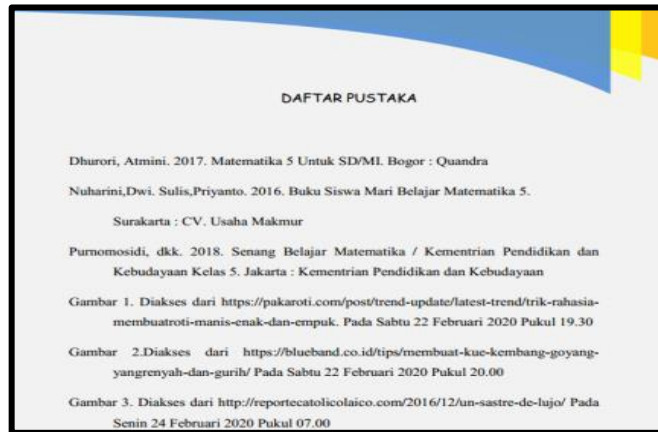 DAFTAR PUSTAKA
Dhurori, Atmini. 2017. Matematika 5 Untuk SD/MI. Bogor : Quandra
Nuharini,Dwi. Sulis,Priyanto. 2016. Buku Siswa Mari Belajar Matematika 5.
Surakarta : CV. Usaha Makmur
Purnomosidi, dkk. 2018. Senang Belajar Matematika / Kementrian Pendidikan dan
Kebudayaan Kelas 5. Jakarta : Kementrian Pendidikan dan Kebudayaan
Gambar 1. Diakses dari https://pakaroti.com/post/trend-update/latest-trend/trik-rahasia-
membuatroti-manis-enak-dan-empuk. Pada Sabtu 22 Februari 2020 Pukul 19.30
Gambar 2.Diakses dari https://blueband.co.id/tips/membuat-kue-kembang-goyang-
yangrenyah-dan-gurih/ Pada Sabtu 22 Februari 2020 Pukul 20.00
Gambar 3. Diakses dari http://reportecatolicolaico.com/2016/12/un-sastre-de-lujo/ Pada
Senin 24 Februari 2020 Pukul 07.00